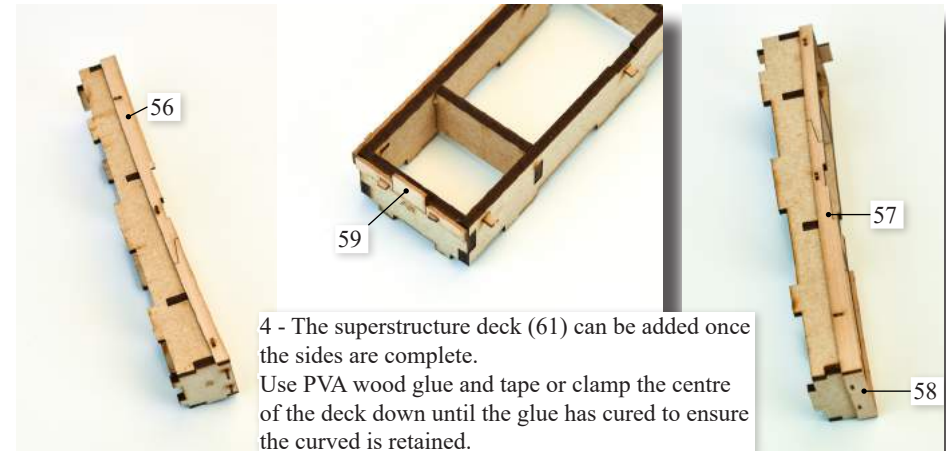 56
59
57
58
4 - The superstructure deck (61) can be added once
the sides are complete.
Use PVA wood glue and tape or clamp the centre
of the deck down until the glue has cured to ensure
the curved is retained.